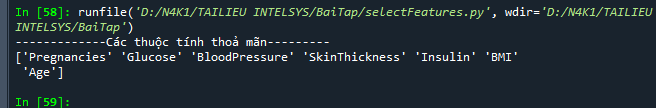 In [58]: runfile('D:/N4K1/TAILIEU INTELSYS/BaiTap/selectFeatures.py', wdir='D:/N4K1/TAILIEU
INTELSYS/BaiTap')
-------------Các thuộc tính thoả mãn---------
['Pregnancies' 'Glucose' 'BloodPressure' 'SkinThickness' 'Insulin' 'BMI'
 'Age']
In [59]: